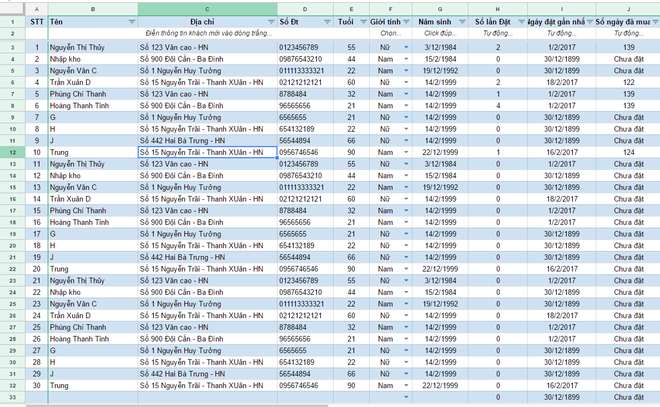 A B C D E F G H I J
1 STT Tên Địa chỉ Số Đt Tuổi Giới tính Năm sinh Số lần Đặt gày đặt gần nhấ Số ngày đã mua
2 Điền thông tin khách mới vào dòng trắng... Chọn... Click đúp... Tự động... Tự động... Tự động...
3 1 Nguyễn Thị Thủy Số 123 Văn cao - HN 0123456789 55 Nữ 3/12/1984 2 1/2/2017 139
4 2 Nhập kho Số 900 Đội Cấn - Ba Đình 09876543210 44 Nam 15/2/1984 0 30/12/1899 Chưa đặt
5 3 Nguyễn Văn C Số 1 Nguyễn Huy Tưởng 011113333321 22 Nam 19/12/1992 0 30/12/1899 Chưa đặt
6 4 Trần Xuân D Số 15 Nguyễn Trãi - Thanh XUân - HN 02121212121 60 Nữ 14/2/1999 2 18/2/2017 122
7 5 Phùng Chí Thanh Số 123 Văn cao - HN 8788484 32 Nam 14/2/1999 1 1/2/2017 139
8 6 Hoàng Thanh Tinh Số 900 Đội Cấn - Ba Đình 96565656 21 Nam 14/2/1999 4 1/2/2017 139
9 7 G Số 1 Nguyễn Huy Tưởng 6565651 21 Nữ 14/2/1999 0 30/12/1899 Chưa đặt
10 8 H Số 15 Nguyễn Trãi - Thanh XUân - HN 654132189 22 Nữ 14/2/1999 0 30/12/1899 Chưa đặt
11 9 J Số 442 Hai Bà Trưng - HN 56544894 66 Nữ 14/2/1999 0 30/12/1899 Chưa đặt
12 10 Trung Số 15 Nguyễn Trãi - Thanh XUân - HN 0956746546 90 Nam 22/12/1999 1 16/2/2017 124
13 11 Nguyễn Thị Thủy Số 123 Văn cao - HN 0123456789 55 Nữ 3/12/1984 0 1/2/2017 Chưa đặt
14 12 Nhập kho Số 900 Đội Cấn - Ba Đình 09876543210 44 Nam 15/2/1984 0 30/12/1899 Chưa đặt
15 13 Nguyễn Văn C Số 1 Nguyễn Huy Tưởng 011113333321 22 Nam 19/12/1992 0 30/12/1899 Chưa đặt
16 14 Trần Xuân D Số 15 Nguyễn Trãi - Thanh XUân - HN 02121212121 60 Nữ 14/2/1999 0 18/2/2017 Chưa đặt
17 15 Phùng Chí Thanh Số 123 Văn cao - HN 8788484 32 Nam 14/2/1999 0 1/2/2017 Chưa đặt
18 16 Hoàng Thanh Tinh Số 900 Đội Cấn - Ba Đình 96565656 21 Nam 14/2/1999 0 1/2/2017 Chưa đặt
19 17 G Số 1 Nguyễn Huy Tưởng 6565651 21 Nữ 14/2/1999 0 30/12/1899 Chưa đặt
20 18 H Số 15 Nguyễn Trãi - Thanh XUân - HN 654132189 22 Nữ 14/2/1999 0 30/12/1899 Chưa đặt
21 19 J Số 442 Hai Bà Trưng - HN 56544894 66 Nữ 14/2/1999 0 30/12/1899 Chưa đặt
22 20 Trung Số 15 Nguyễn Trãi - Thanh XUân - HN 0956746546 90 Nam 22/12/1999 0 16/2/2017 Chưa đặt
23 21 Nguyễn Thị Thủy Số 123 Văn cao - HN 0123456789 55 Nữ 3/12/1984 0 1/2/2017 Chưa đặt
24 22 Nhập kho Số 900 Đội Cấn - Ba Đình 09876543210 44 Nam 15/2/1984 0 30/12/1899 Chưa đặt
25 23 Nguyễn Văn C Số 1 Nguyễn Huy Tưởng 011113333321 22 Nam 19/12/1992 0 30/12/1899 Chưa đặt
26 24 Trần Xuân D Số 15 Nguyễn Trãi - Thanh XUân - HN 02121212121 60 Nữ 14/2/1999 0 18/2/2017 Chưa đặt
27 25 Phùng Chí Thanh Số 123 Văn cao - HN 8788484 32 Nam 14/2/1999 0 1/2/2017 Chưa đặt
28 26 Hoàng Thanh Tinh Số 900 Đội Cấn - Ba Đình 96565656 21 Nam 14/2/1999 0 1/2/2017 Chưa đặt
29 27 G Số 1 Nguyễn Huy Tưởng 6565651 21 Nữ 14/2/1999 0 30/12/1899 Chưa đặt
30 28 H Số 15 Nguyễn Trãi - Thanh XUân - HN 654132189 22 Nữ 14/2/1999 0 30/12/1899 Chưa đặt
31 29 J Số 442 Hai Bà Trưng - HN 56544894 66 Nữ 14/2/1999 0 30/12/1899 Chưa đặt
32 30 Trung Số 15 Nguyễn Trãi - Thanh XUân - HN 0956746546 90 Nam 22/12/1999 0 16/2/2017 Chưa đặt
33 0 30/12/1899 Chưa đặt